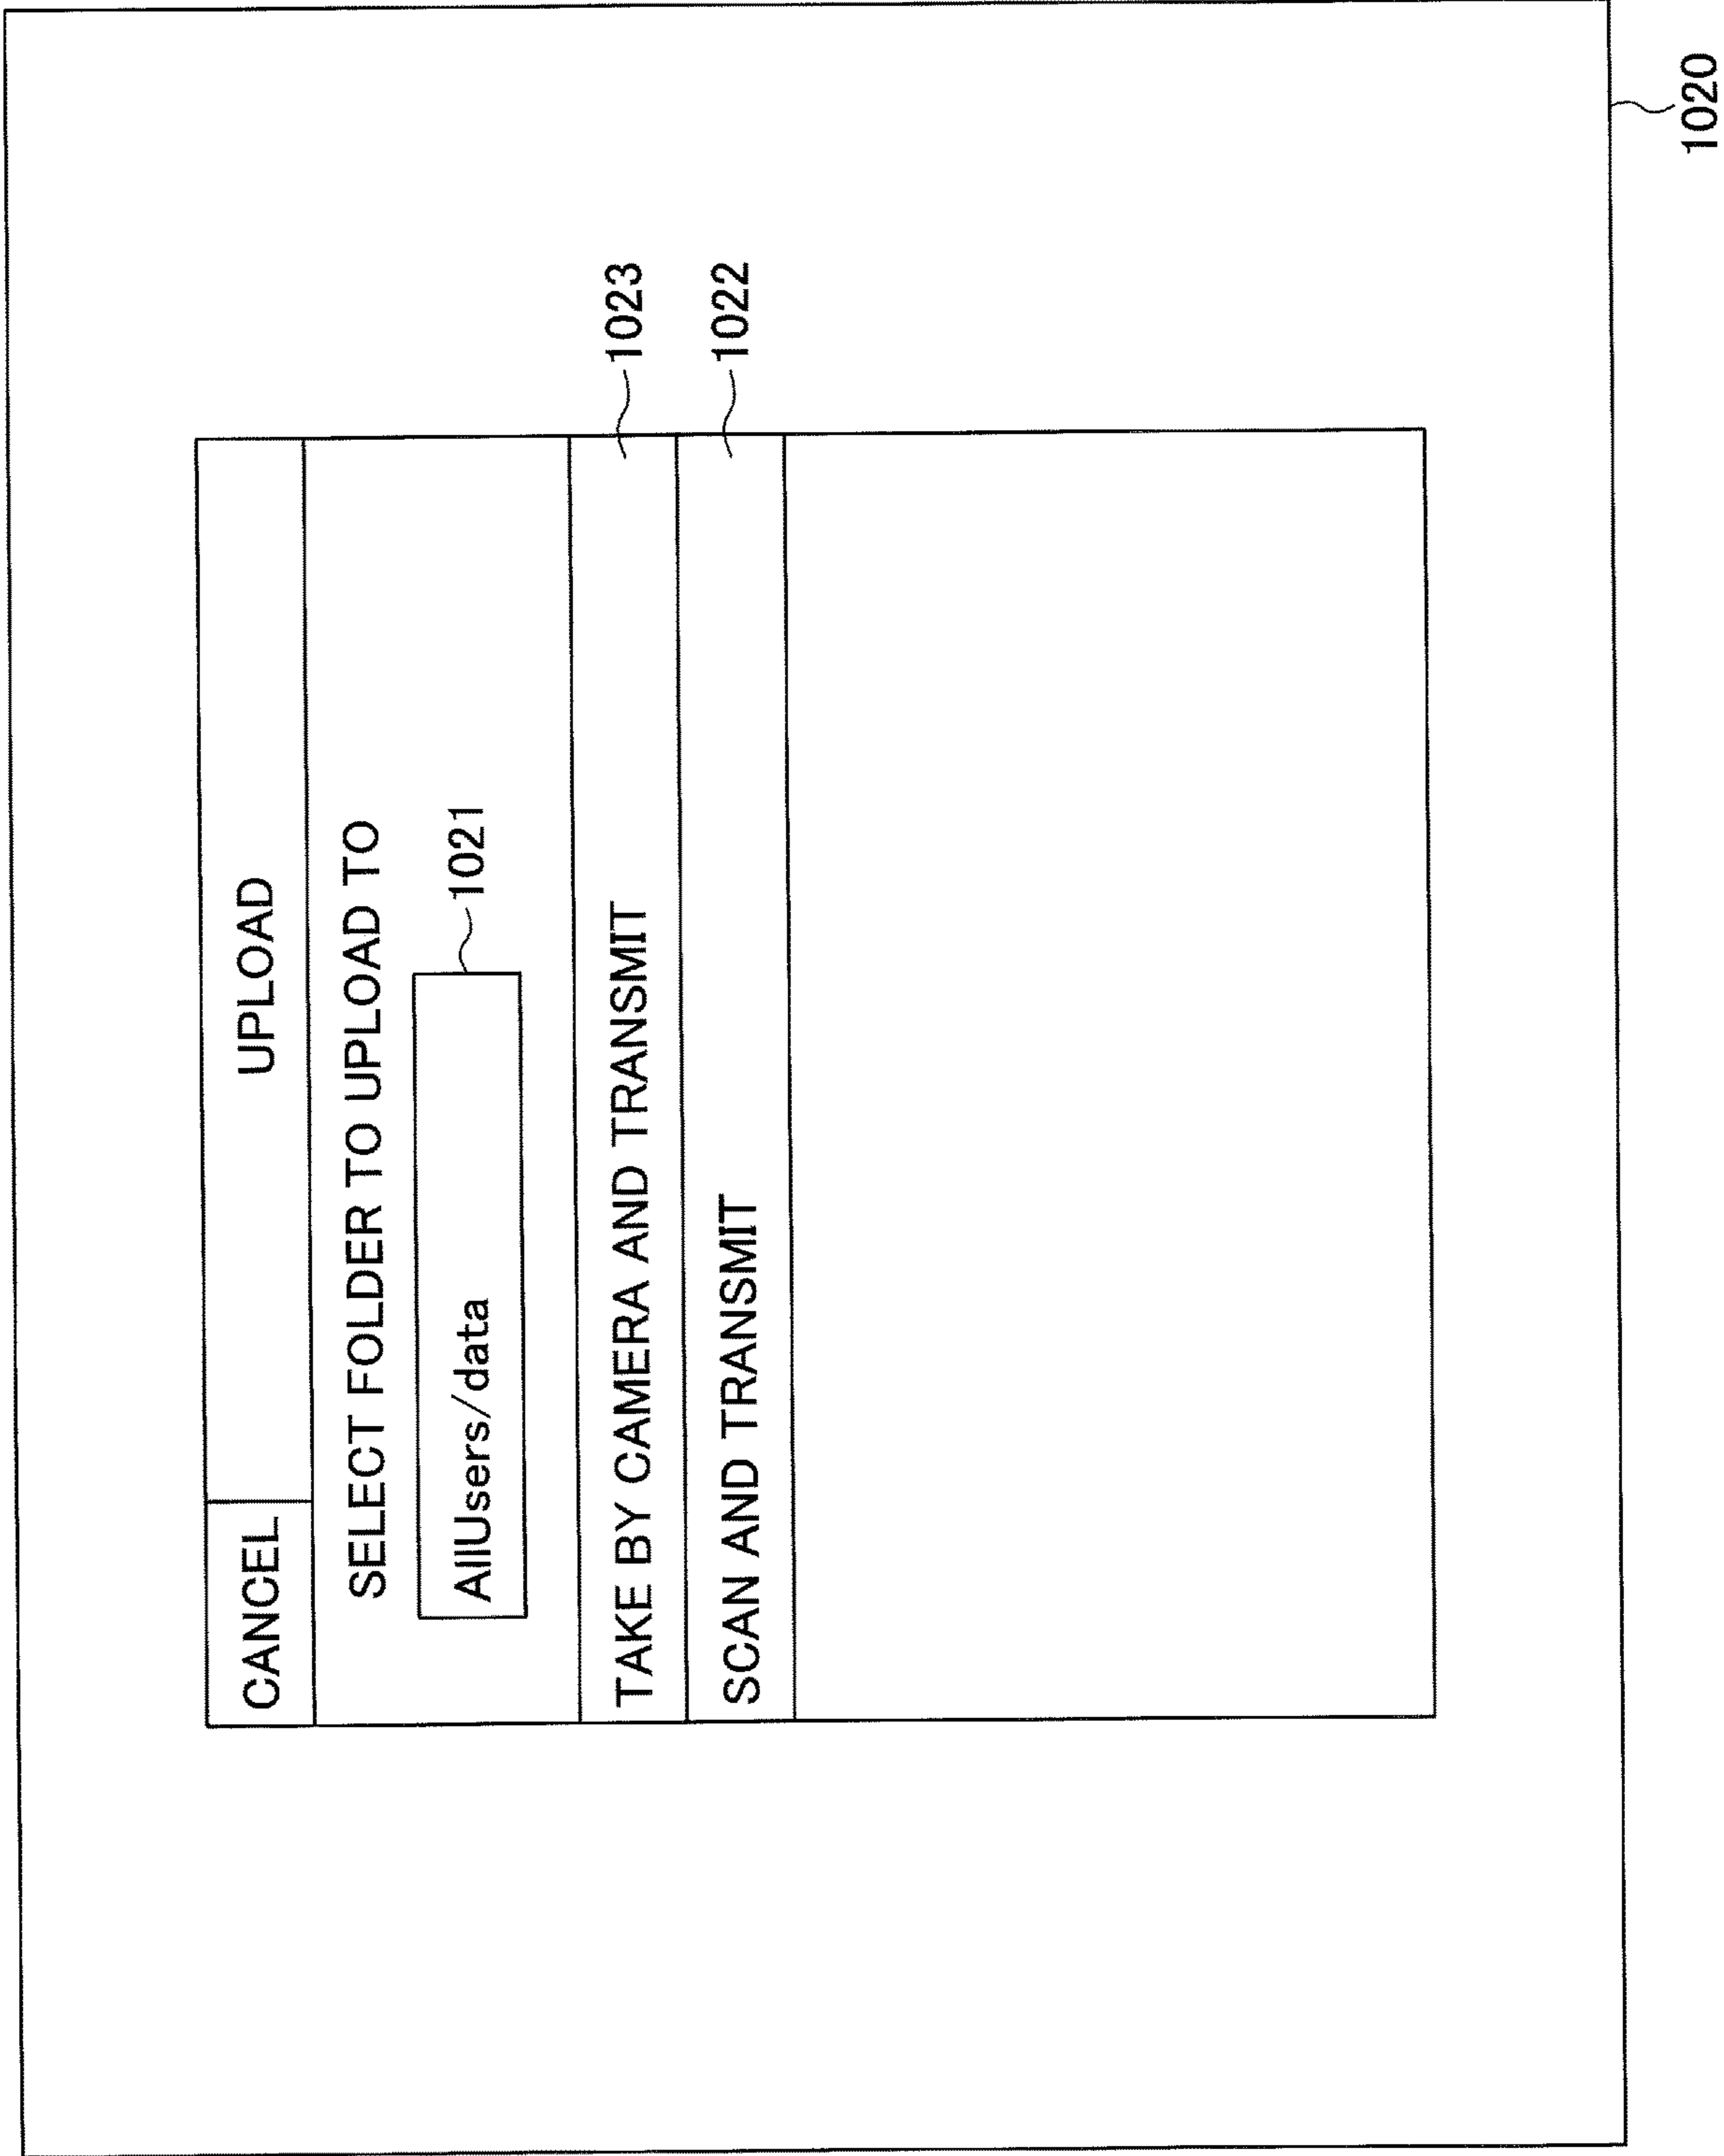 CANCEL UPLOAD
SELECT FOLDER TO UPLOAD TO
AllUsers/data 1021
TAKE BY CAMERA AND TRANSMIT 1023
SCAN AND TRANSMIT 1022
1020